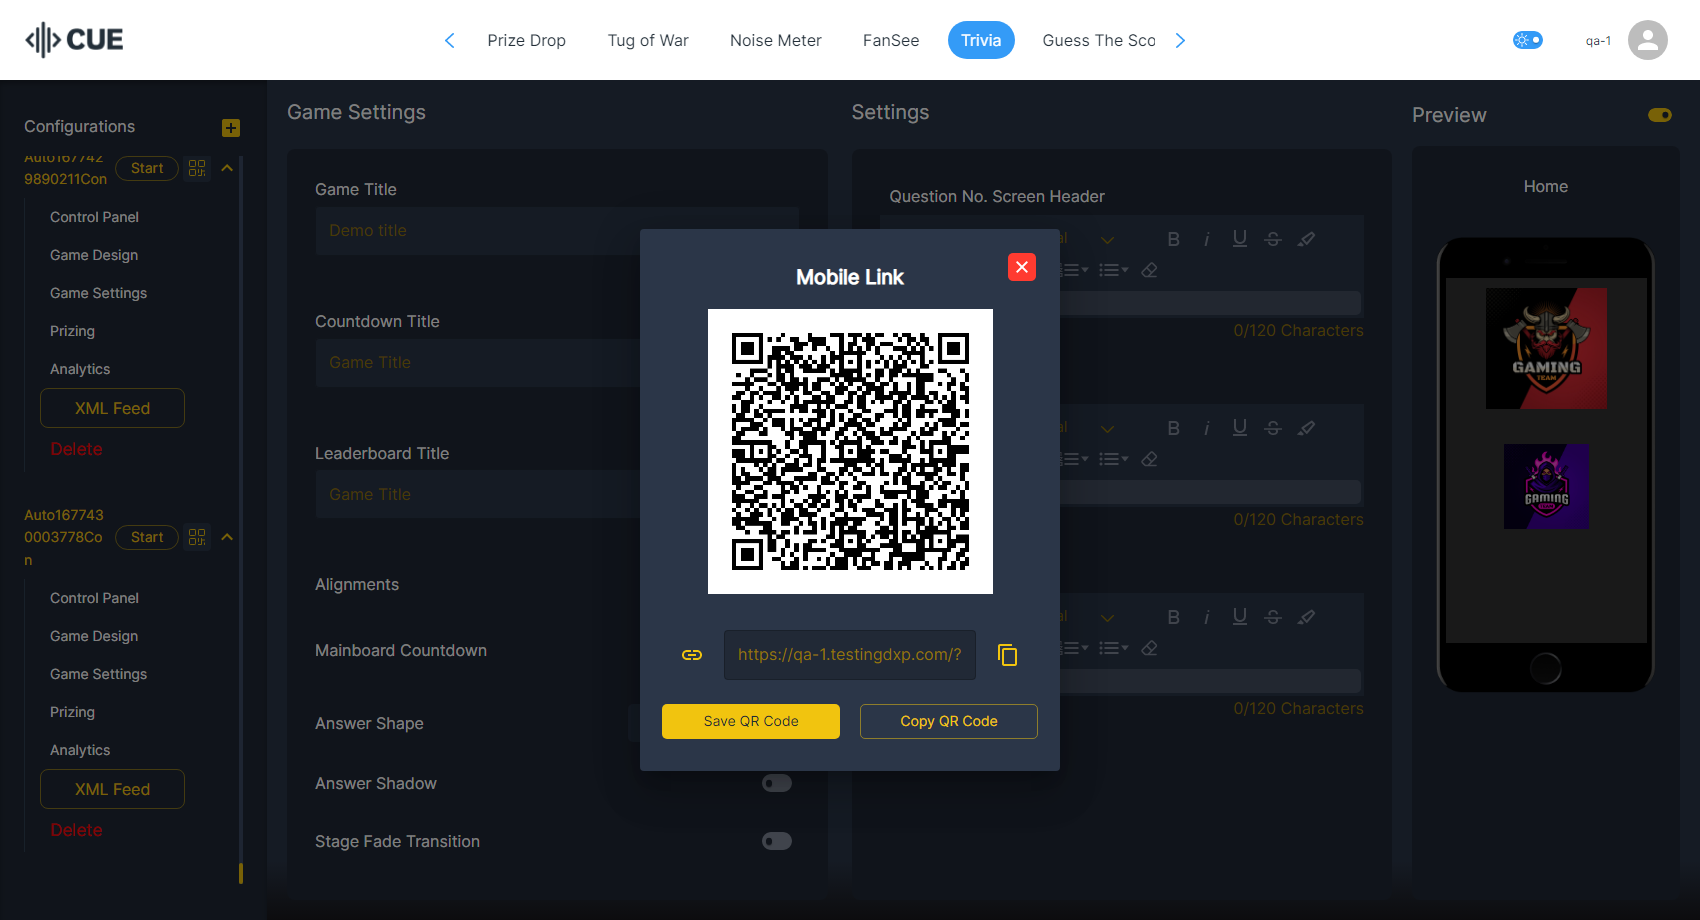 CUE
Prize Drop
Tug of War
Noise Meter
FanSee
Trivia
Guess The Sco
qa-1
Configurations
Auto167742
9890211Con
Start
Control Panel
Game Design
Game Settings
Prizing
Analytics
XML Feed
Delete
Auto167743
0003778Co
n
Start
Control Panel
Game Design
Game Settings
Prizing
Analytics
XML Feed
Delete
Game Settings
Game Title
Demo title
Countdown Title
Game Title
Leaderboard Title
Game Title
Alignments
Mainboard Countdown
Answer Shape
Answer Shadow
Stage Fade Transition
Mobile Link
https://qa-1.testingdxp.com/?
Save QR Code
Copy QR Code
Settings
Question No. Screen Header
al
B i U S
0/120 Characters
al
B i U S
0/120 Characters
al
B i U S
0/120 Characters
Preview
Home
GAMING
TEAM
GAMING
TEAM